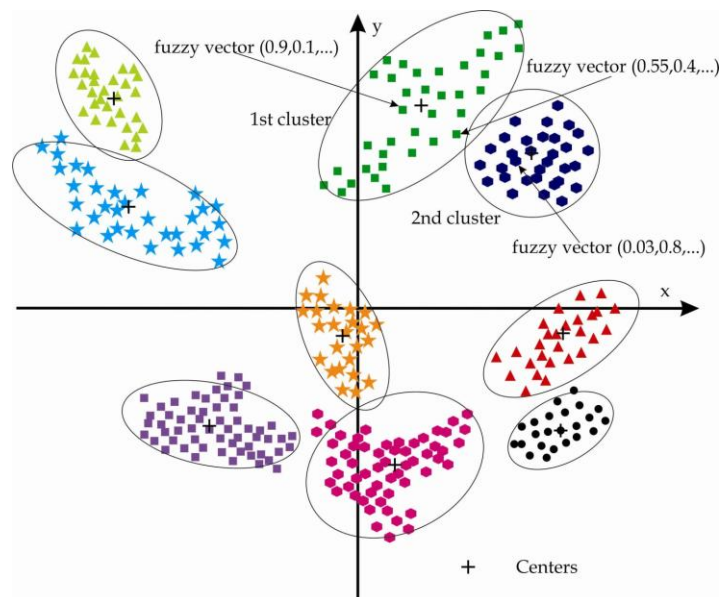 y
fuzzy vector (0.9,0.1,...)
fuzzy vector (0.55,0.4,...)
1st cluster
2nd cluster
fuzzy vector (0.03,0.8,...)
x
Centers